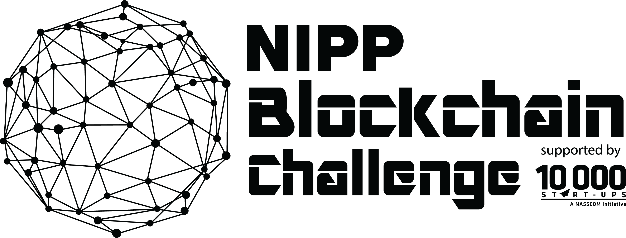 NIPP
Blockchain
Challenge
supported by
10 000
START-UPS
A NASSCOM Initiative